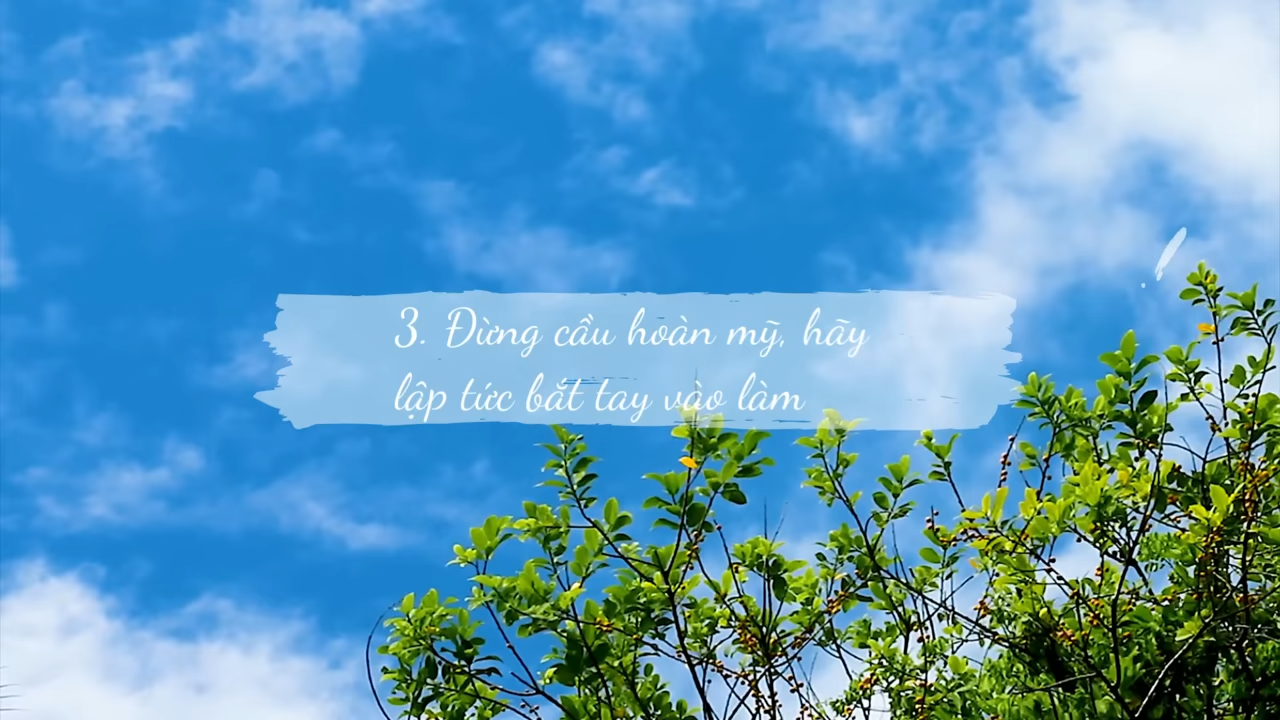 3. Đừng cầu hoàn mỹ, hãy
lập tức bắt tay vào làm